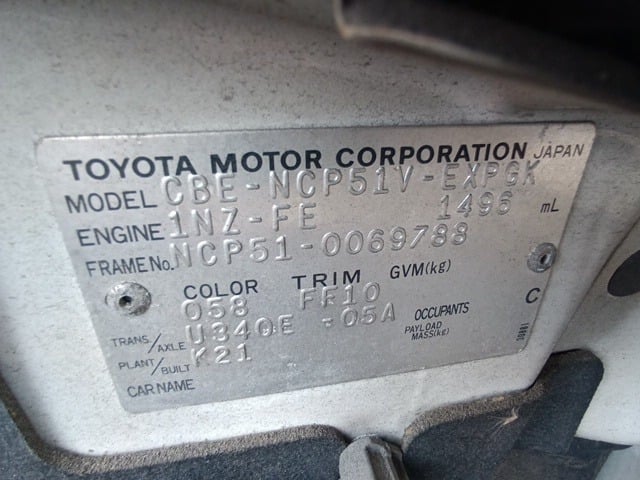 TOYOTA MOTOR CORPORATION JAPAN
MODEL CBE-NCP51V-EXPGK
ENGINE 1NZ-FE 1496 mL
FRAME No. NCP51-0069788
COLOR TRIM GVM(kg)
058 FF10 C
TRANS./AXLE U340E -05A OCCUPANTS
PLANT/BUILT K21 PAYLOAD MASS(kg)
CAR NAME